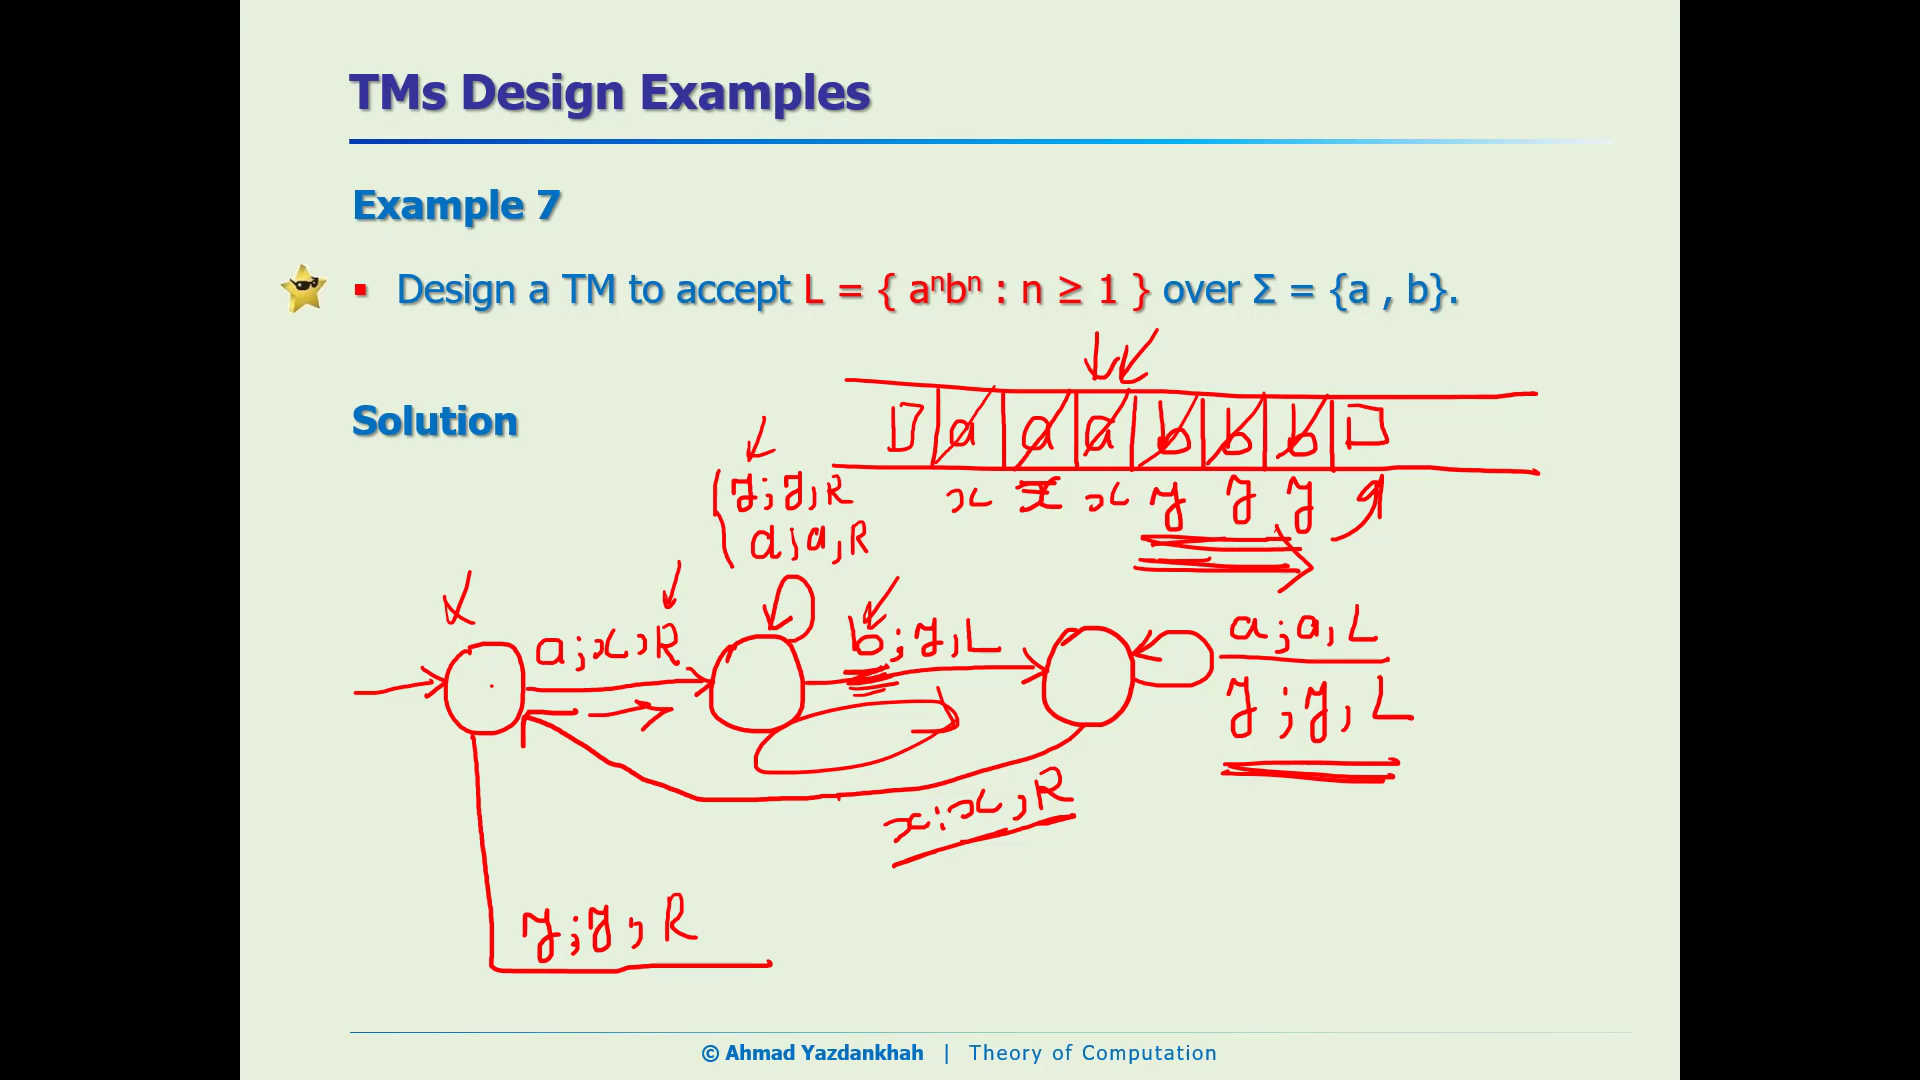 TMs Design Examples
Example 7
Design a TM to accept L = { aⁿbⁿ : n ≥ 1 } over Σ = {a , b}.
Solution
□ a a a b b b □
x x x y y y
y ; y , R
a ; a , R
a ; x , R
b ; y , L
a ; a , L
y ; y , L
x ; x , R
y ; y , R
© Ahmad Yazdankhah | Theory of Computation